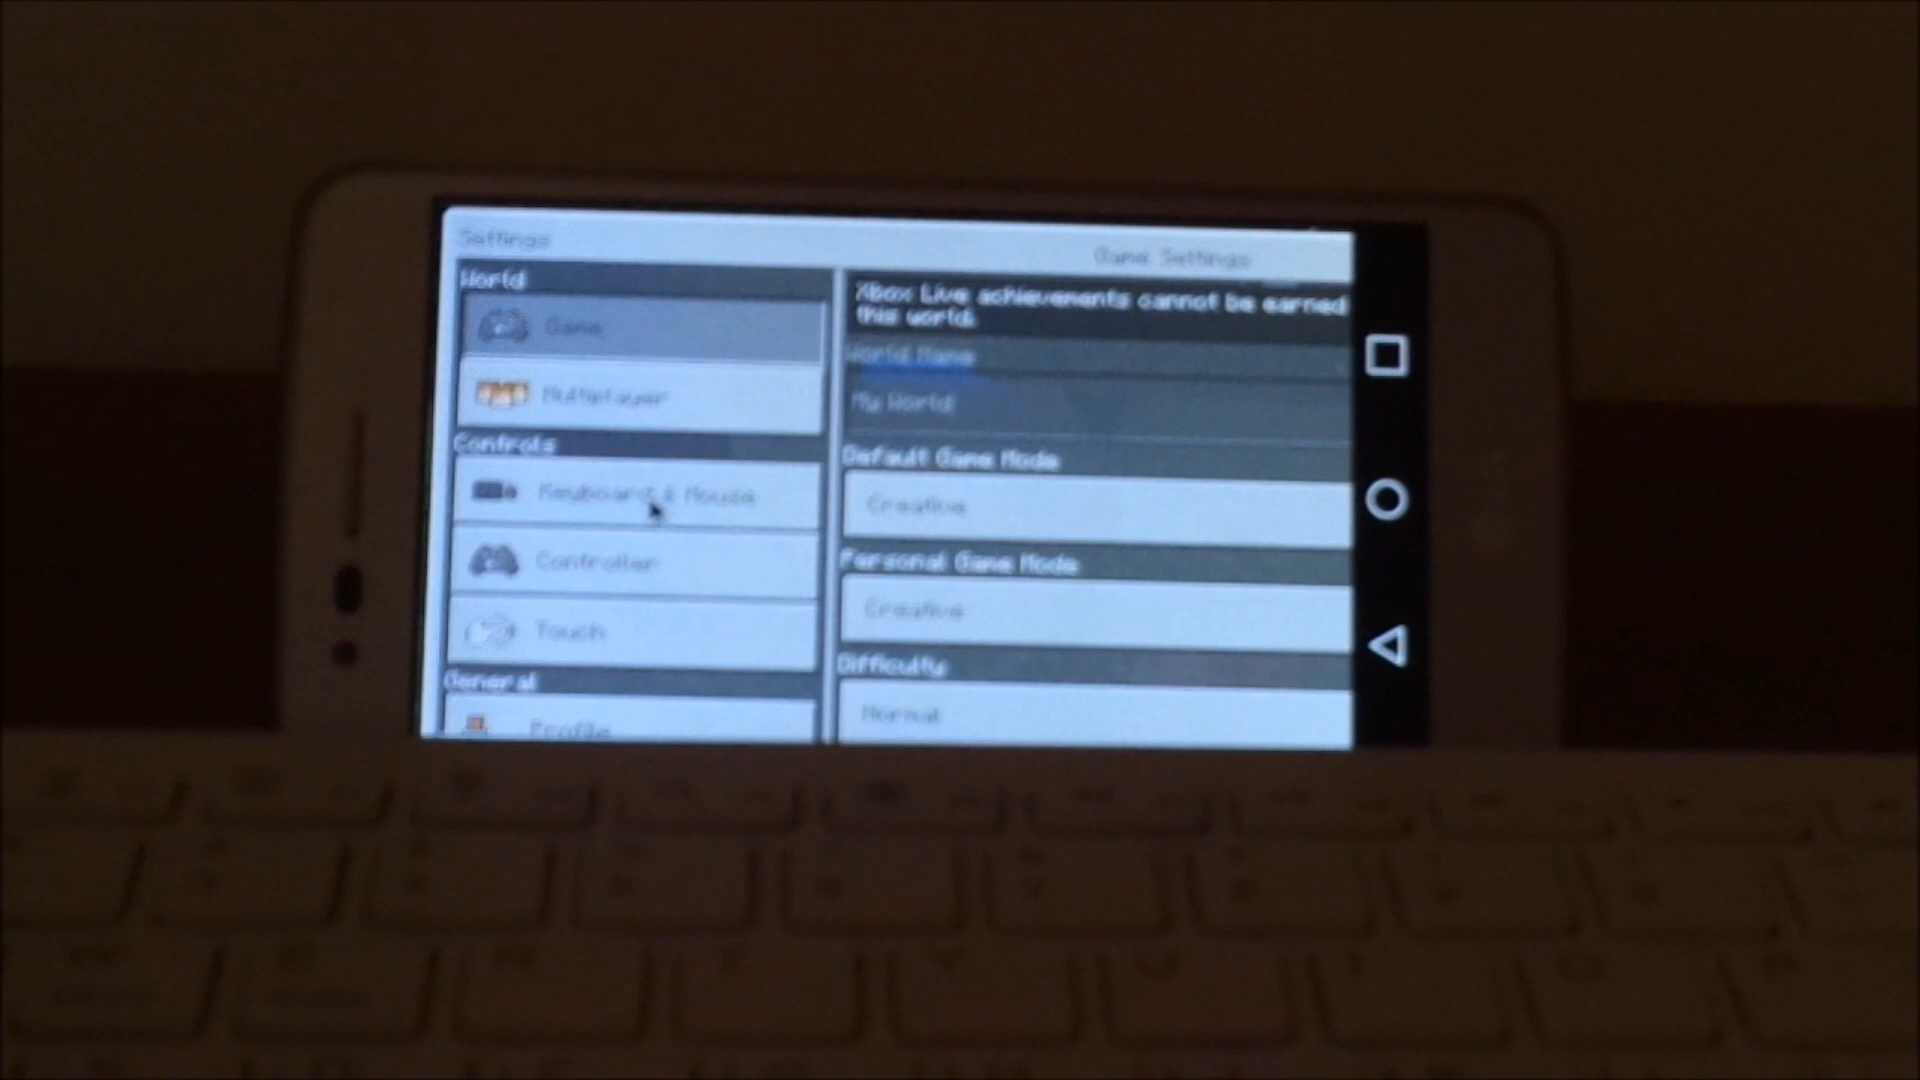 Settings
Game Settings
World
Game
Multiplayer
Controls
Keyboard & Mouse
Controller
Touch
General
Profile
Xbox Live achievements cannot be earned
this world.
World Name
My World
Default Game Mode
Creative
Personal Game Mode
Creative
Difficulty
Normal